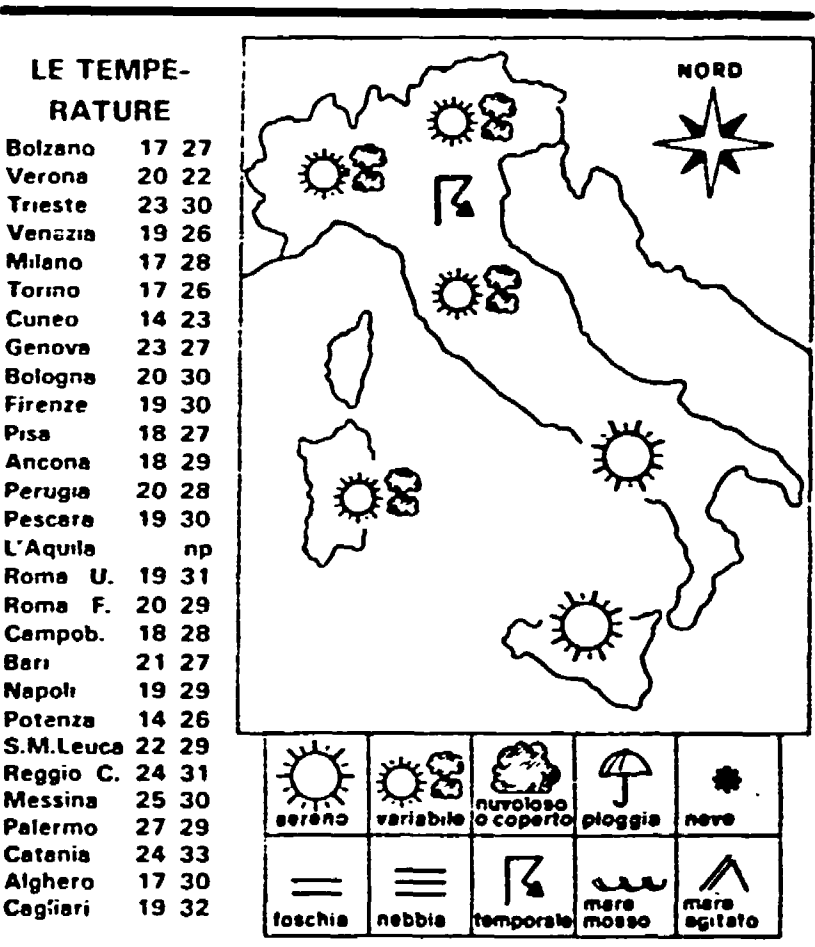 LE TEMPE-
RATURE
Bolzano 17 27
Verona 20 22
Trieste 23 30
Venezia 19 26
Milano 17 28
Torino 17 26
Cuneo 14 23
Genova 23 27
Bologna 20 30
Firenze 19 30
Pisa 18 27
Ancona 18 29
Perugia 20 28
Pescara 19 30
L'Aquila np
Roma U. 19 31
Roma F. 20 29
Campob. 18 28
Bari 21 27
Napoli 19 29
Potenza 14 26
S.M.Leuca 22 29
Reggio C. 24 31
Messina 25 30
Palermo 27 29
Catania 24 33
Alghero 17 30
Cagliari 19 32
NORD
sereno
variabile
nuvoloso
o coperto
pioggia
neve
foschia
nebbia
temporale
mare
mosso
mare
agitato